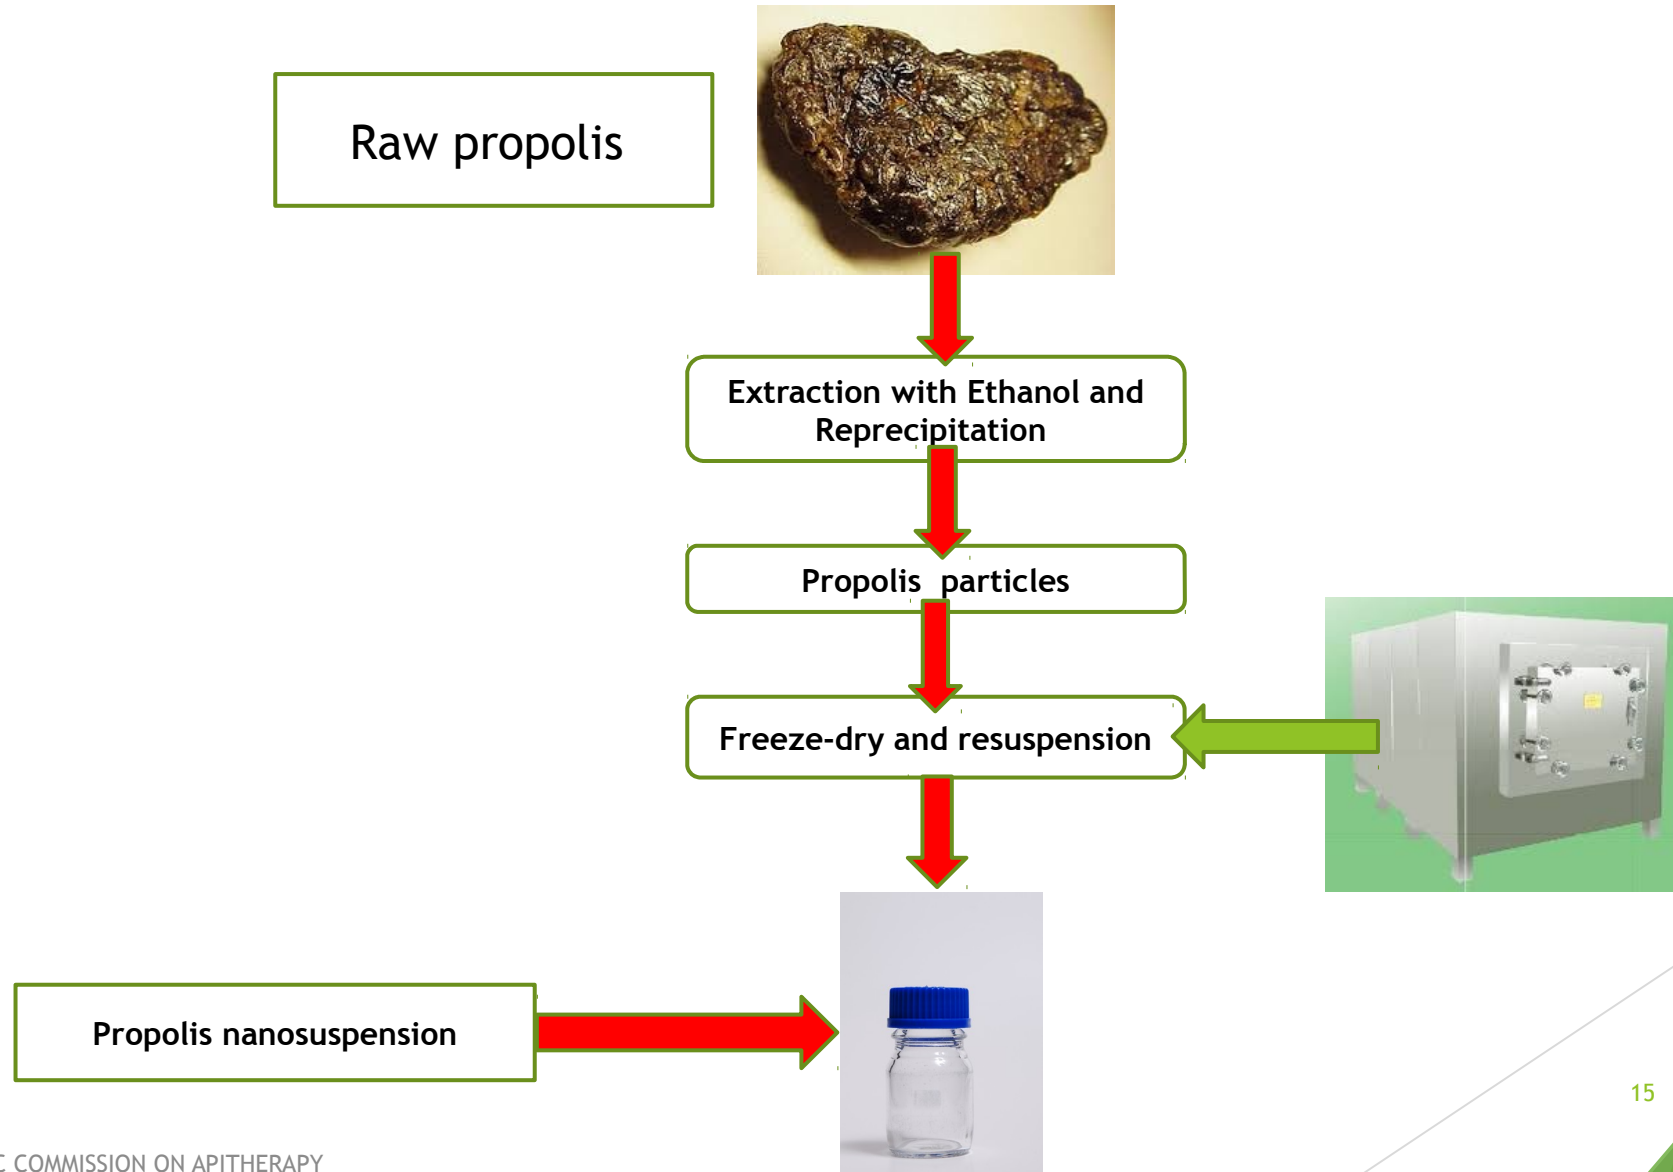 Raw propolis
Extraction with Ethanol and
Reprecipitation
Propolis particles
Freeze-dry and resuspension
Propolis nanosuspension
15
C COMMISSION ON APITHERAPY